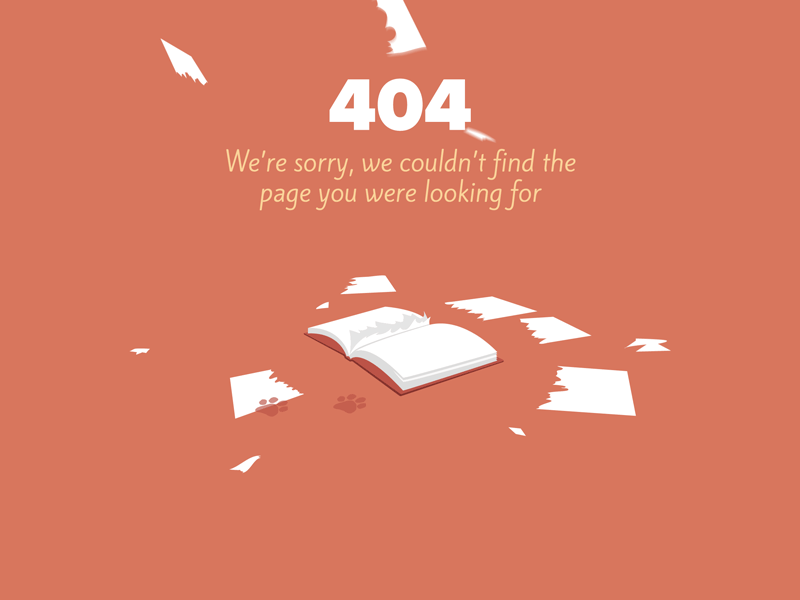 404
We're sorry, we couldn't find the
page you were looking for